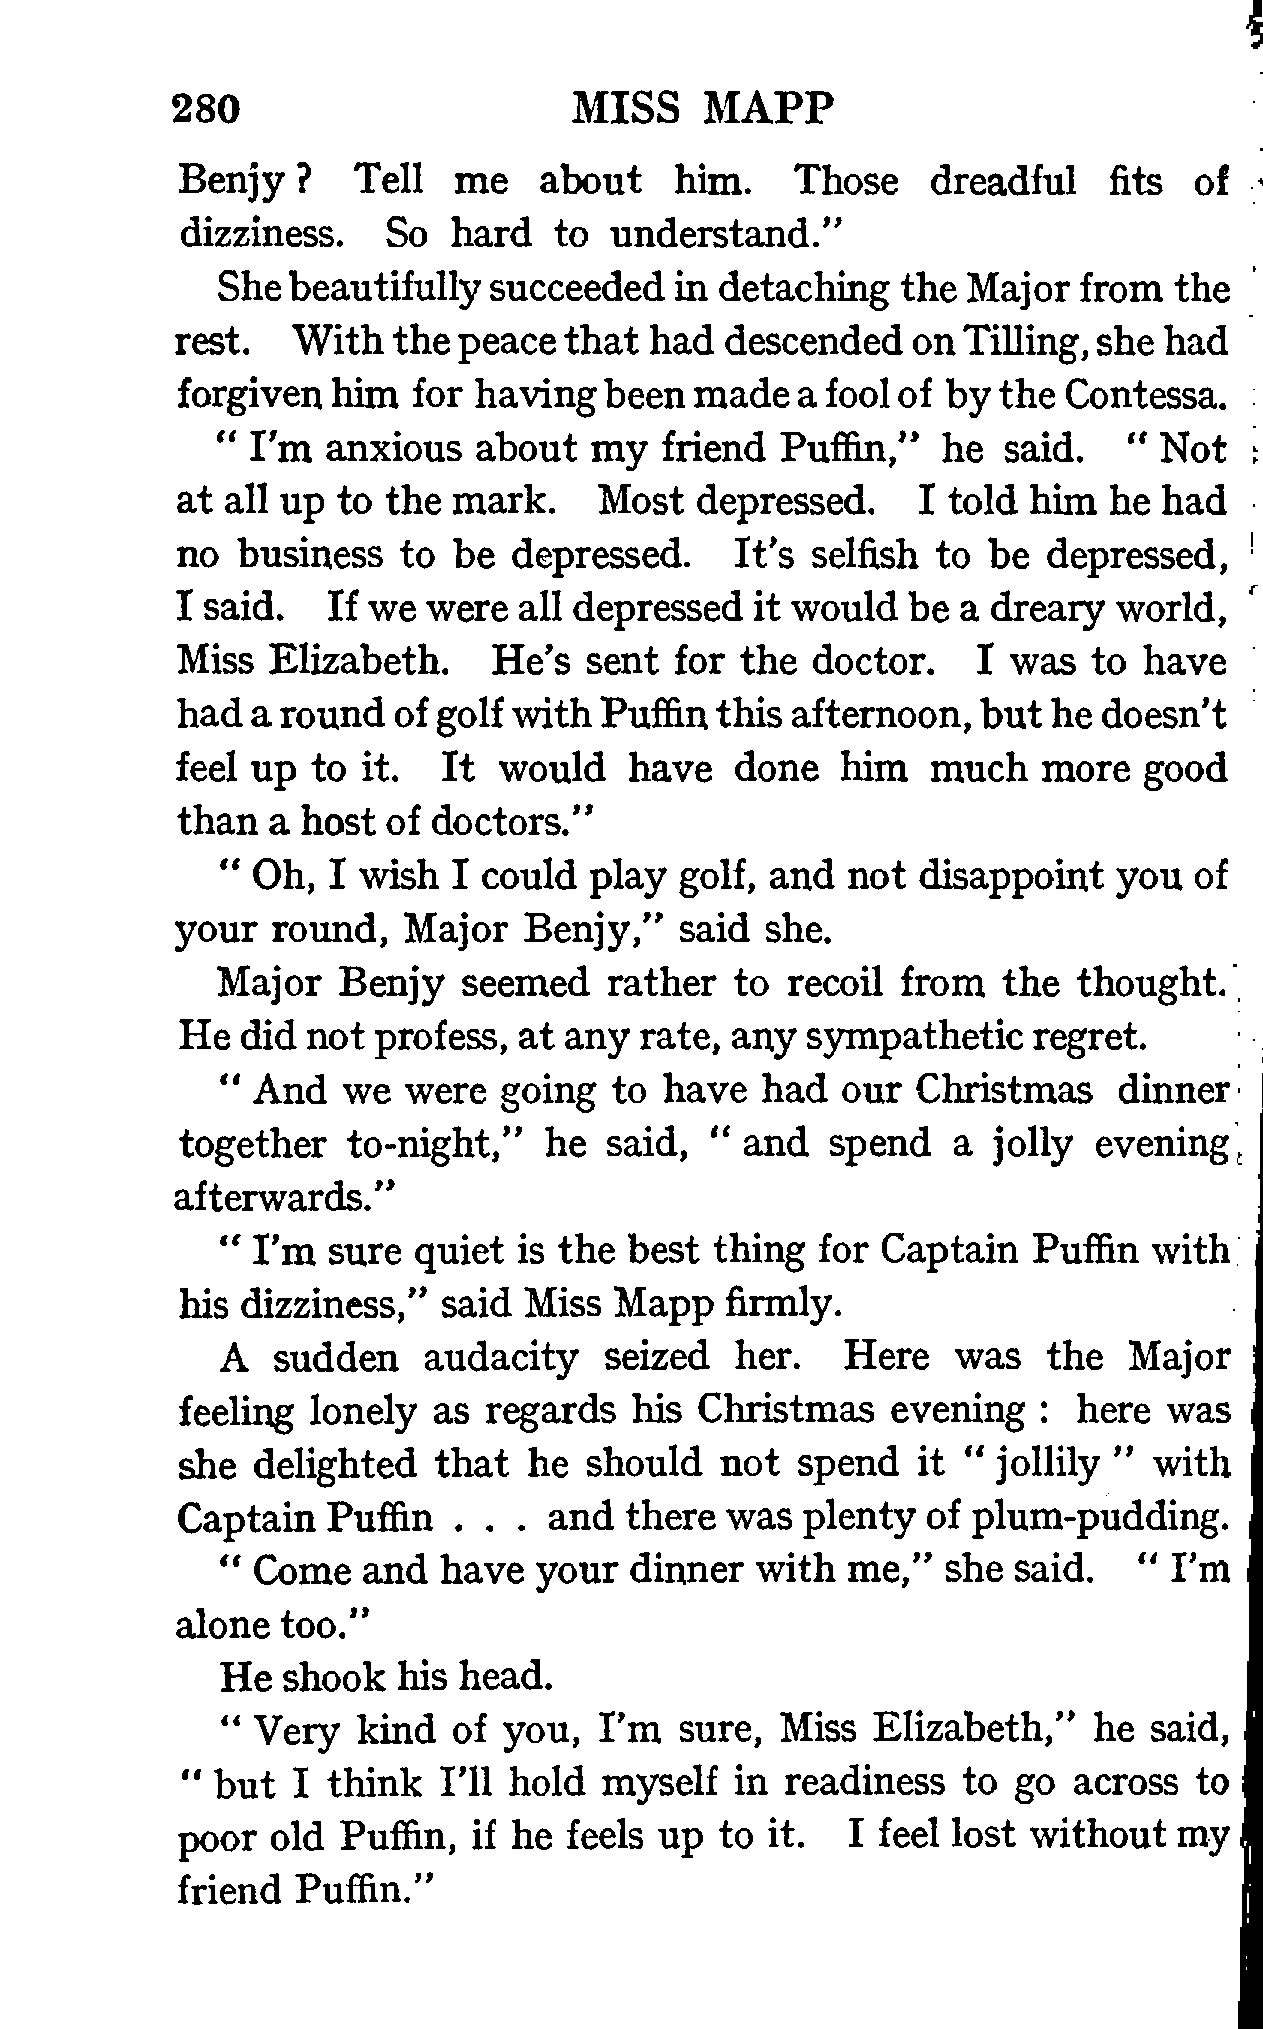 280 MISS MAPP
Benjy ? Tell me about him. Those dreadful fits of
dizziness. So hard to understand."
She beautifully succeeded in detaching the Major from the
rest. With the peace that had descended on Tilling, she had
forgiven him for having been made a fool of by the Contessa.
" I'm anxious about my friend Puffin," he said. " Not
at all up to the mark. Most depressed. I told him he had
no business to be depressed. It's selfish to be depressed,
I said. If we were all depressed it would be a dreary world,
Miss Elizabeth. He's sent for the doctor. I was to have
had a round of golf with Puffin this afternoon, but he doesn't
feel up to it. It would have done him much more good
than a host of doctors."
" Oh, I wish I could play golf, and not disappoint you of
your round, Major Benjy," said she.
Major Benjy seemed rather to recoil from the thought.
He did not profess, at any rate, any sympathetic regret.
" And we were going to have had our Christmas dinner
together to-night," he said, " and spend a jolly evening
afterwards."
" I'm sure quiet is the best thing for Captain Puffin with
his dizziness," said Miss Mapp firmly.
A sudden audacity seized her. Here was the Major
feeling lonely as regards his Christmas evening : here was
she delighted that he should not spend it " jollily " with
Captain Puffin . . . and there was plenty of plum-pudding.
" Come and have your dinner with me," she said. " I'm
alone too."
He shook his head.
" Very kind of you, I'm sure, Miss Elizabeth," he said,
" but I think I'll hold myself in readiness to go across to
poor old Puffin, if he feels up to it. I feel lost without my
friend Puffin."